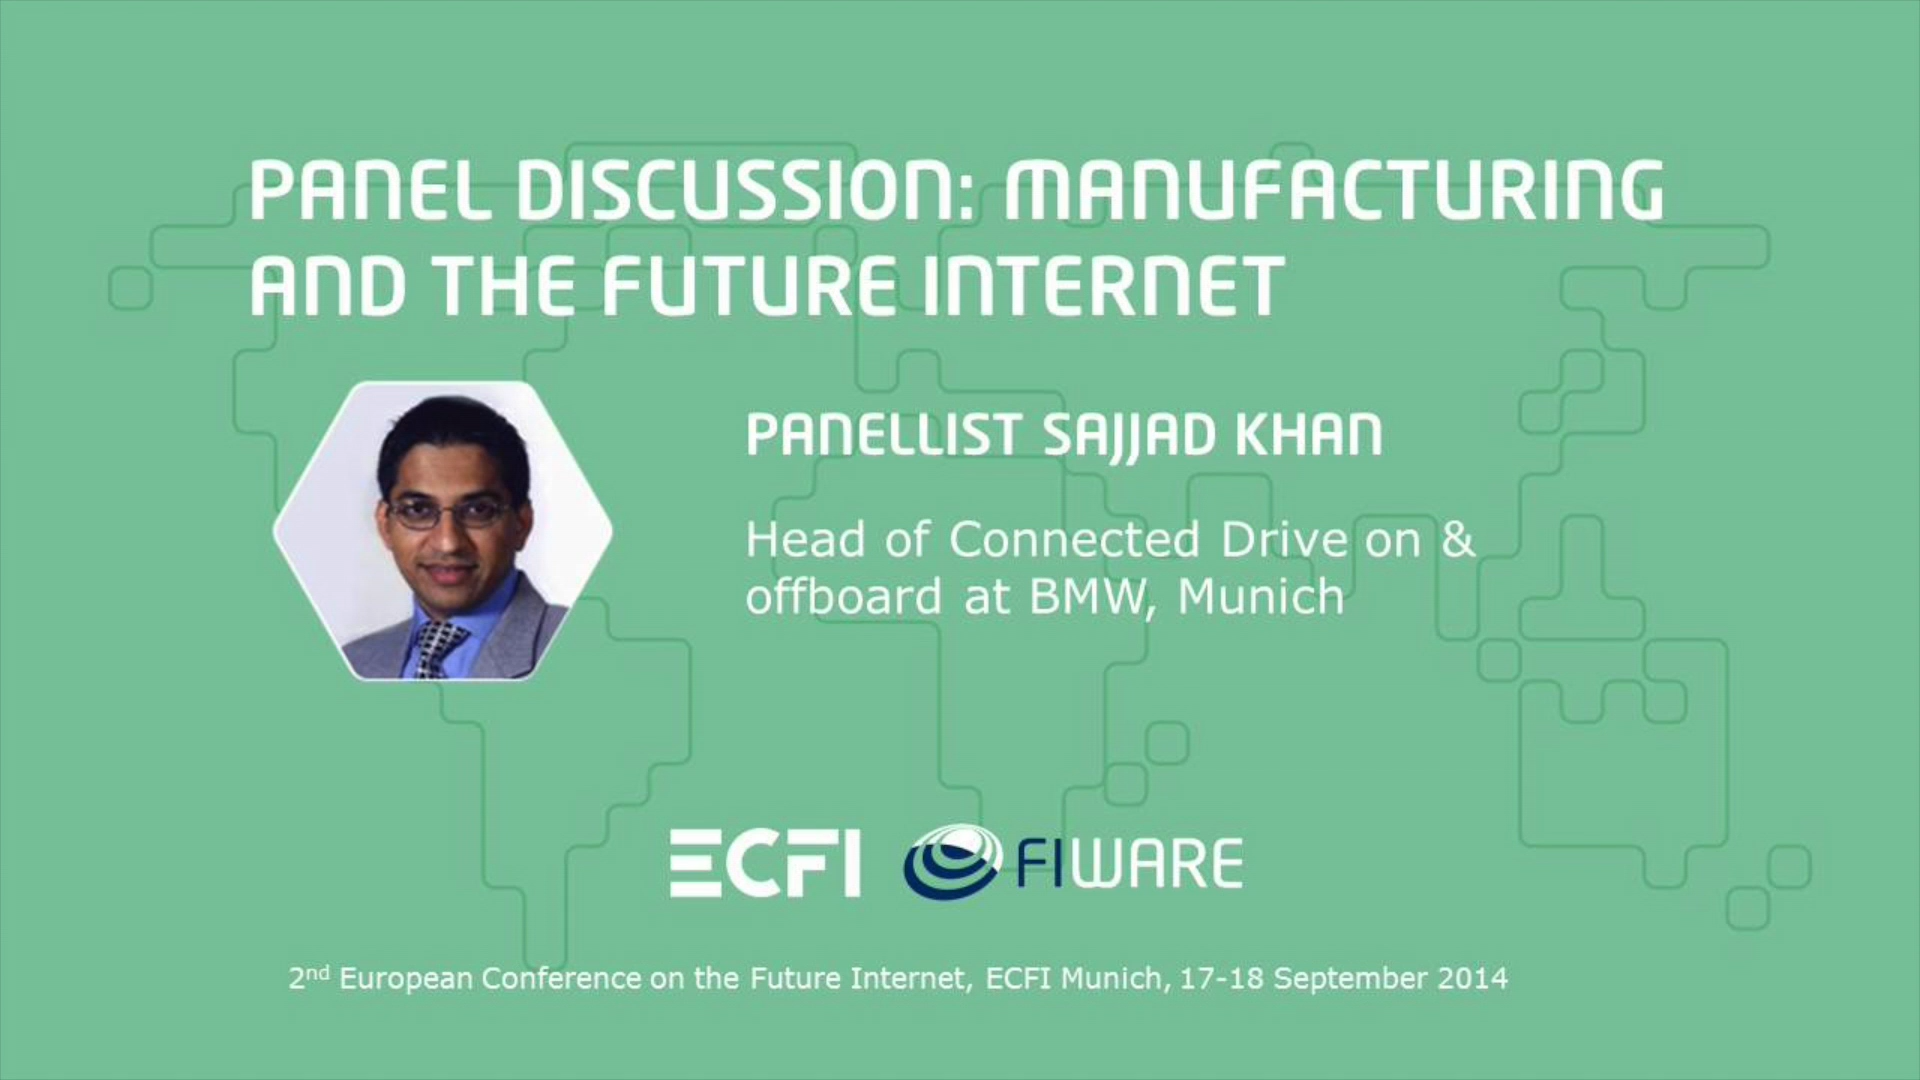 PANEL DISCUSSION: MANUFACTURING
AND THE FUTURE INTERNET
PANELLIST SAJJAD KHAN
Head of Connected Drive on &
offboard at BMW, Munich
ECFI FIWARE
2nd European Conference on the Future Internet, ECFI Munich, 17-18 September 2014